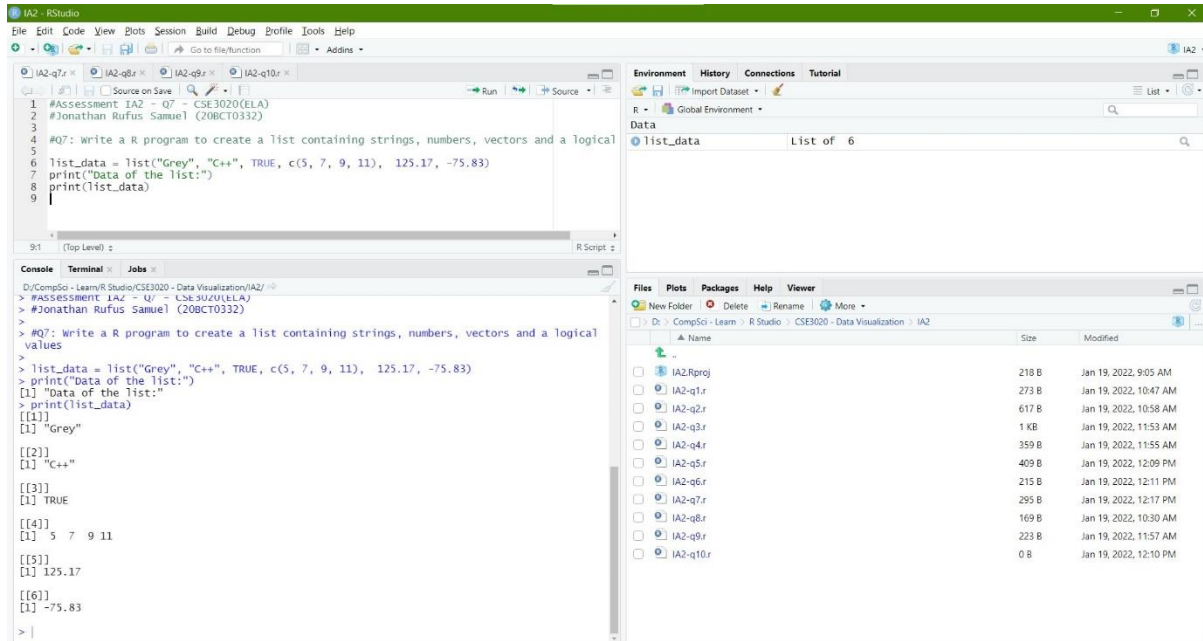 IA2 - RStudio
File Edit Code View Plots Session Build Debug Profile Tools Help
Go to file/function Addins
IA2
IA2-q7.r IA2-q8.r IA2-q9.r IA2-q10.r
Source on Save Run Source
1 #Assessment IA2 - Q7 - CSE3020(ELA)
2 #Jonathan Rufus Samuel (20BCT0332)
3
4 #Q7: Write a R program to create a list containing strings, numbers, vectors and a logical
5
6 list_data = list("Grey", "C++", TRUE, c(5, 7, 9, 11),  125.17, -75.83)
7 print("Data of the list:")
8 print(list_data)
9
9:1 (Top Level) R Script
Console Terminal Jobs
D:/CompSci - Learn/R Studio/CSE3020 - Data Visualization/IA2/
> #Assessment IA2 - Q7 - CSE3020(ELA)
> #Jonathan Rufus Samuel (20BCT0332)
>
> #Q7: Write a R program to create a list containing strings, numbers, vectors and a logical
values
>
> list_data = list("Grey", "C++", TRUE, c(5, 7, 9, 11),  125.17, -75.83)
> print("Data of the list:")
[1] "Data of the list:"
> print(list_data)
[[1]]
[1] "Grey"

[[2]]
[1] "C++"

[[3]]
[1] TRUE

[[4]]
[1]  5  7  9 11

[[5]]
[1] 125.17

[[6]]
[1] -75.83

>
Environment History Connections Tutorial
Import Dataset List
R Global Environment
Data
list_data List of 6
Files Plots Packages Help Viewer
New Folder Delete Rename More
D: > CompSci - Learn > R Studio > CSE3020 - Data Visualization > IA2
Name Size Modified
..
IA2.Rproj 218 B Jan 19, 2022, 9:05 AM
IA2-q1.r 273 B Jan 19, 2022, 10:47 AM
IA2-q2.r 617 B Jan 19, 2022, 10:58 AM
IA2-q3.r 1 KB Jan 19, 2022, 11:53 AM
IA2-q4.r 359 B Jan 19, 2022, 11:55 AM
IA2-q5.r 409 B Jan 19, 2022, 12:09 PM
IA2-q6.r 215 B Jan 19, 2022, 12:11 PM
IA2-q7.r 295 B Jan 19, 2022, 12:17 PM
IA2-q8.r 169 B Jan 19, 2022, 10:30 AM
IA2-q9.r 223 B Jan 19, 2022, 11:57 AM
IA2-q10.r 0 B Jan 19, 2022, 12:10 PM